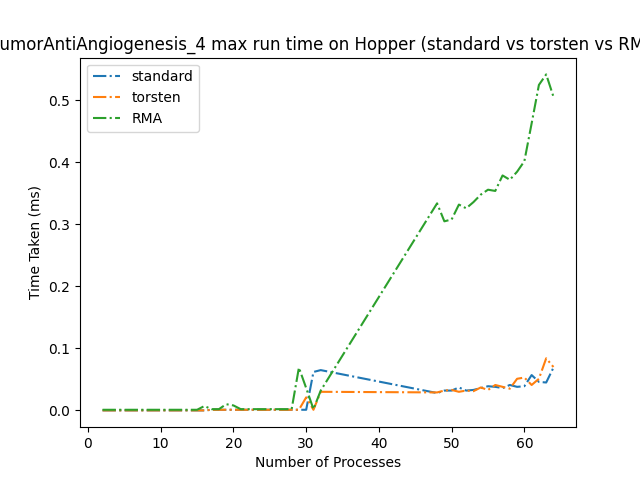 umorAntiAngiogenesis_4 max run time on Hopper (standard vs torsten vs RM
standard
torsten
RMA
0.5
0.4
0.3
0.2
0.1
0.0
Time Taken (ms)
0 10 20 30 40 50 60
Number of Processes